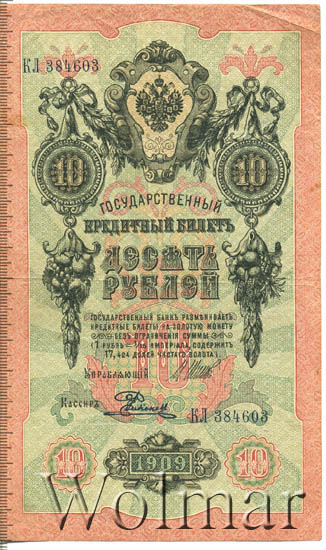 КЛ 384603
10 10
ГОСУДАРСТВЕННЫЙ
КРЕДИТНЫЙ БИЛЕТЪ
ДЕСЯТЬ
РУБЛЕЙ
ГОСУДАРСТВЕННЫЙ БАНКЪ РАЗМѢНИВАЕТЪ
КРЕДИТНЫЕ БИЛЕТЫ НА ЗОЛОТУЮ МОНЕТУ
БЕЗЪ ОГРАНИЧЕНІЯ СУММЫ
(1 РУБЛЬ = 1/15 ИМПЕРІАЛА, СОДЕРЖИТЪ
17,424 ДОЛЕЙ ЧИСТАГО ЗОЛОТА).
10
Управляющій
Кассиръ
КЛ 384603
10 1909 10
Wolmar